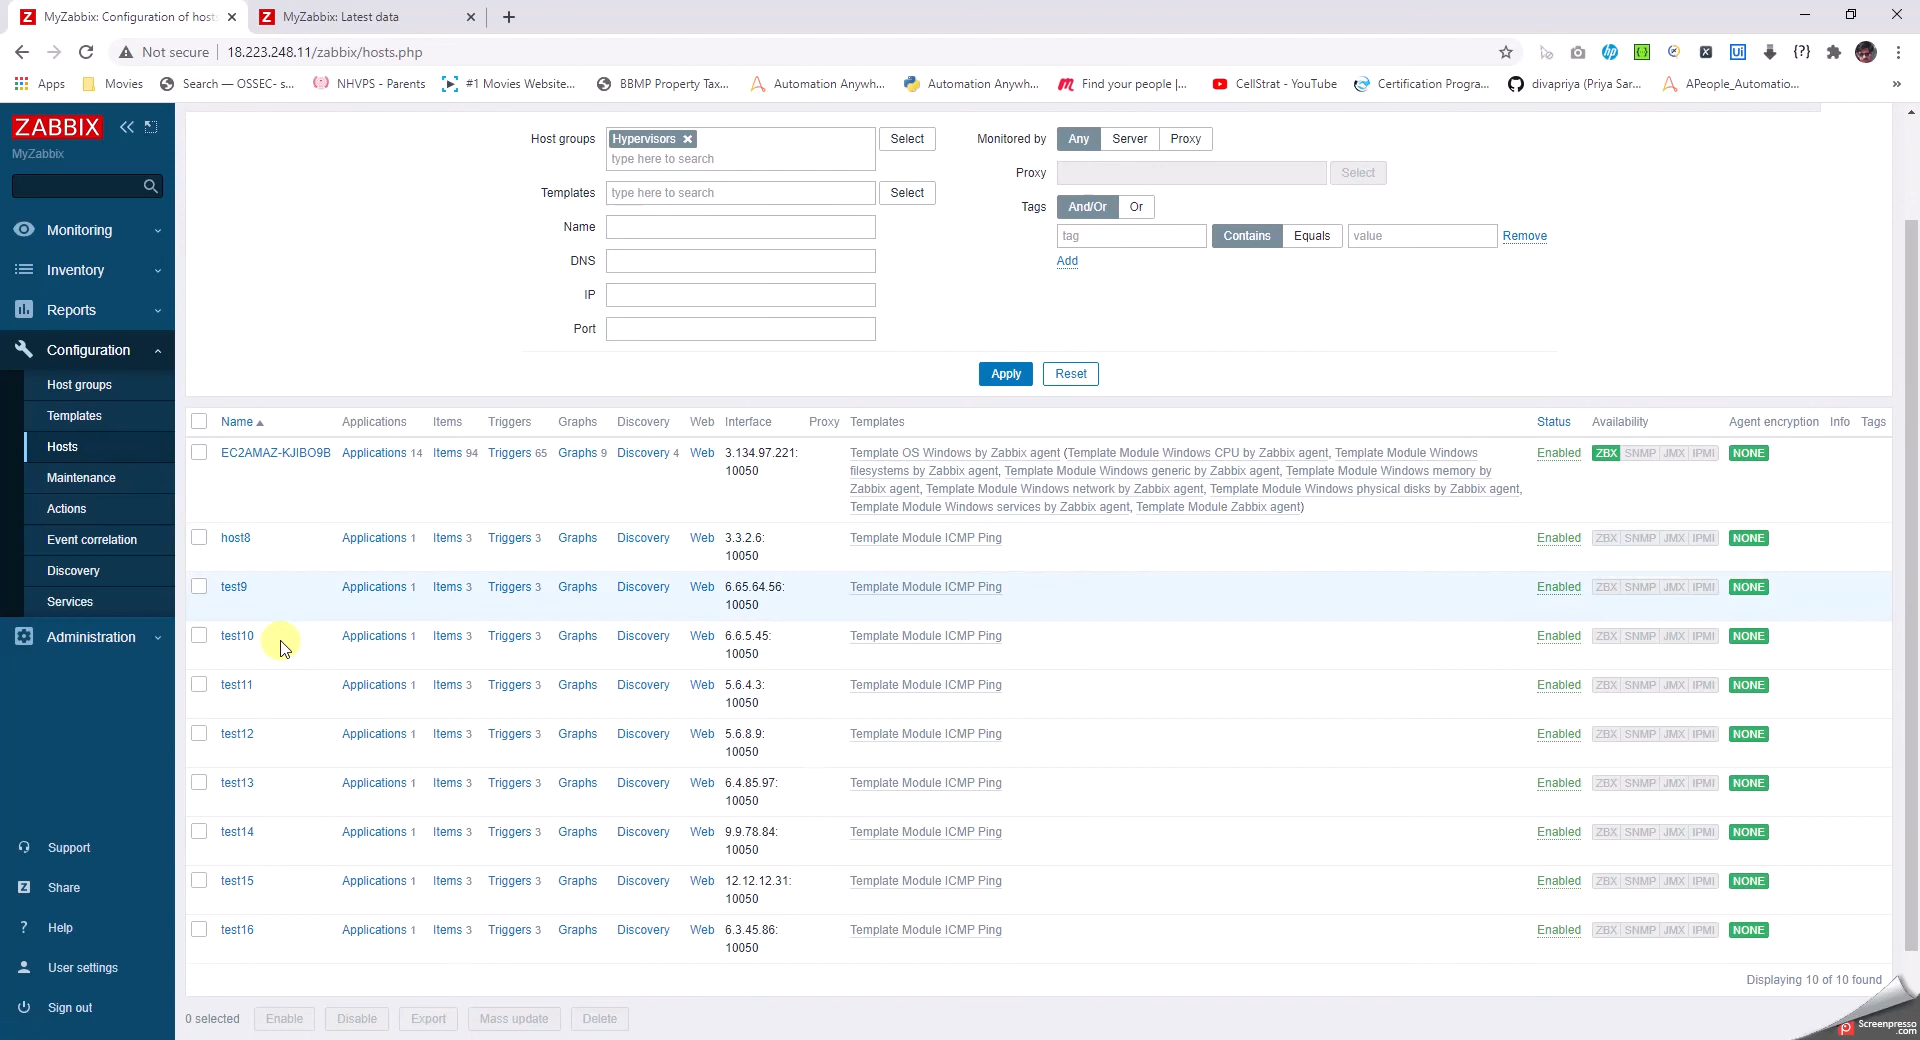 MyZabbix: Configuration of hosts
MyZabbix: Latest data
Not secure 18.223.248.11/zabbix/hosts.php
Apps Movies Search — OSSEC- s... NHVPS - Parents #1 Movies Website... BBMP Property Tax... Automation Anywh... Automation Anywh... Find your people |... CellStrat - YouTube Certification Progra... divapriya (Priya Sar... APeople_Automatio... »
ZABBIX
MyZabbix
Monitoring
Inventory
Reports
Configuration
Host groups
Templates
Hosts
Maintenance
Actions
Event correlation
Discovery
Services
Administration
Support
Share
Help
User settings
Sign out
Host groups Hypervisors Select
type here to search
Templates type here to search Select
Name
DNS
IP
Port
Monitored by Any Server Proxy
Proxy Select
Tags And/Or Or
tag Contains Equals value Remove
Add
Apply Reset
Name Applications Items Triggers Graphs Discovery Web Interface Proxy Templates Status Availability Agent encryption Info Tags
EC2AMAZ-KJIBO9B Applications 14 Items 94 Triggers 65 Graphs 9 Discovery 4 Web 3.134.97.221: Template OS Windows by Zabbix agent (Template Module Windows CPU by Zabbix agent, Template Module Windows Enabled ZBX SNMP JMX IPMI NONE
10050 filesystems by Zabbix agent, Template Module Windows generic by Zabbix agent, Template Module Windows memory by
Zabbix agent, Template Module Windows network by Zabbix agent, Template Module Windows physical disks by Zabbix agent,
Template Module Windows services by Zabbix agent, Template Module Zabbix agent)
host8 Applications 1 Items 3 Triggers 3 Graphs Discovery Web 3.3.2.6: Template Module ICMP Ping Enabled ZBX SNMP JMX IPMI NONE
10050
test9 Applications 1 Items 3 Triggers 3 Graphs Discovery Web 6.65.64.56: Template Module ICMP Ping Enabled ZBX SNMP JMX IPMI NONE
10050
test10 Applications 1 Items 3 Triggers 3 Graphs Discovery Web 6.6.5.45: Template Module ICMP Ping Enabled ZBX SNMP JMX IPMI NONE
10050
test11 Applications 1 Items 3 Triggers 3 Graphs Discovery Web 5.6.4.3: Template Module ICMP Ping Enabled ZBX SNMP JMX IPMI NONE
10050
test12 Applications 1 Items 3 Triggers 3 Graphs Discovery Web 5.6.8.9: Template Module ICMP Ping Enabled ZBX SNMP JMX IPMI NONE
10050
test13 Applications 1 Items 3 Triggers 3 Graphs Discovery Web 6.4.85.97: Template Module ICMP Ping Enabled ZBX SNMP JMX IPMI NONE
10050
test14 Applications 1 Items 3 Triggers 3 Graphs Discovery Web 9.9.78.84: Template Module ICMP Ping Enabled ZBX SNMP JMX IPMI NONE
10050
test15 Applications 1 Items 3 Triggers 3 Graphs Discovery Web 12.12.12.31: Template Module ICMP Ping Enabled ZBX SNMP JMX IPMI NONE
10050
test16 Applications 1 Items 3 Triggers 3 Graphs Discovery Web 6.3.45.86: Template Module ICMP Ping Enabled ZBX SNMP JMX IPMI NONE
10050
Displaying 10 of 10 found
0 selected Enable Disable Export Mass update Delete
Screenpresso
.com